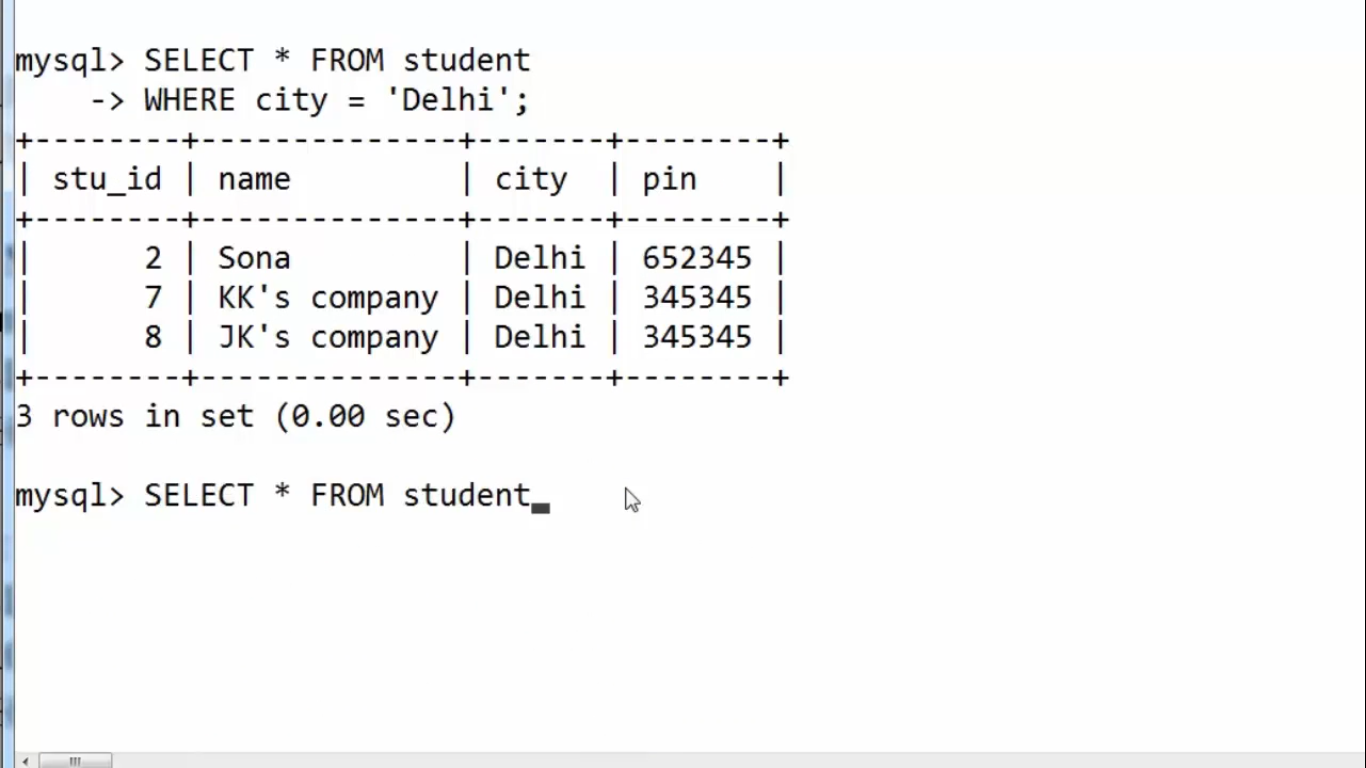 mysql> SELECT * FROM student
    -> WHERE city = 'Delhi';
+--------+--------------+-------+--------+
| stu_id | name         | city  | pin    |
+--------+--------------+-------+--------+
|      2 | Sona         | Delhi | 652345 |
|      7 | KK's company | Delhi | 345345 |
|      8 | JK's company | Delhi | 345345 |
+--------+--------------+-------+--------+
3 rows in set (0.00 sec)
mysql> SELECT * FROM student